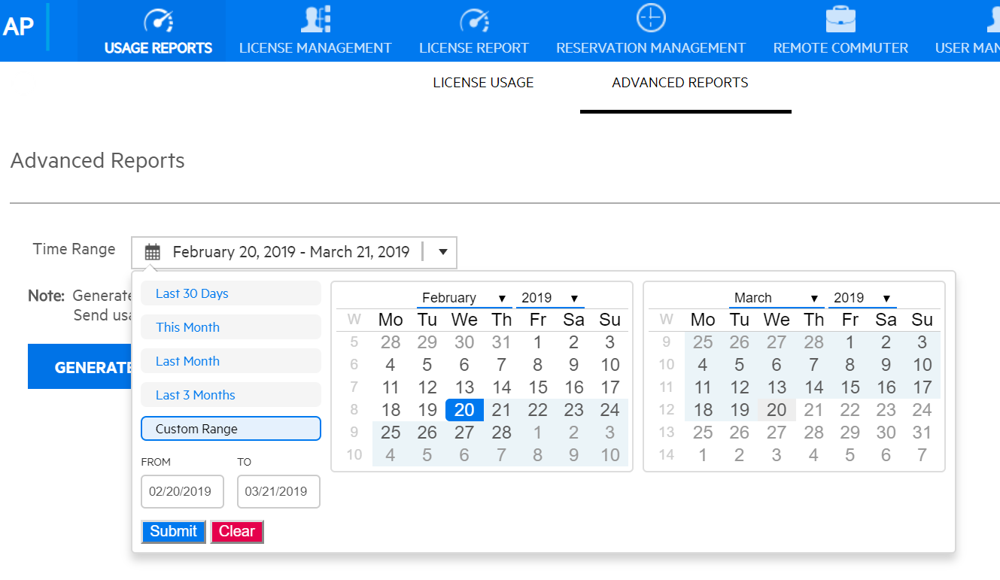 AP
USAGE REPORTS LICENSE MANAGEMENT LICENSE REPORT RESERVATION MANAGEMENT REMOTE COMMUTER USER MAN
LICENSE USAGE ADVANCED REPORTS
Advanced Reports
Time Range February 20, 2019 - March 21, 2019
Note: Generate
Send usa
GENERATE
Last 30 Days
This Month
Last Month
Last 3 Months
Custom Range
FROM TO
02/20/2019 03/21/2019
Submit Clear
February 2019
W Mo Tu We Th Fr Sa Su
5 28 29 30 31 1 2 3
6 4 5 6 7 8 9 10
7 11 12 13 14 15 16 17
8 18 19 20 21 22 23 24
9 25 26 27 28 1 2 3
10 4 5 6 7 8 9 10
March 2019
W Mo Tu We Th Fr Sa Su
9 25 26 27 28 1 2 3
10 4 5 6 7 8 9 10
11 11 12 13 14 15 16 17
12 18 19 20 21 22 23 24
13 25 26 27 28 29 30 31
14 1 2 3 4 5 6 7